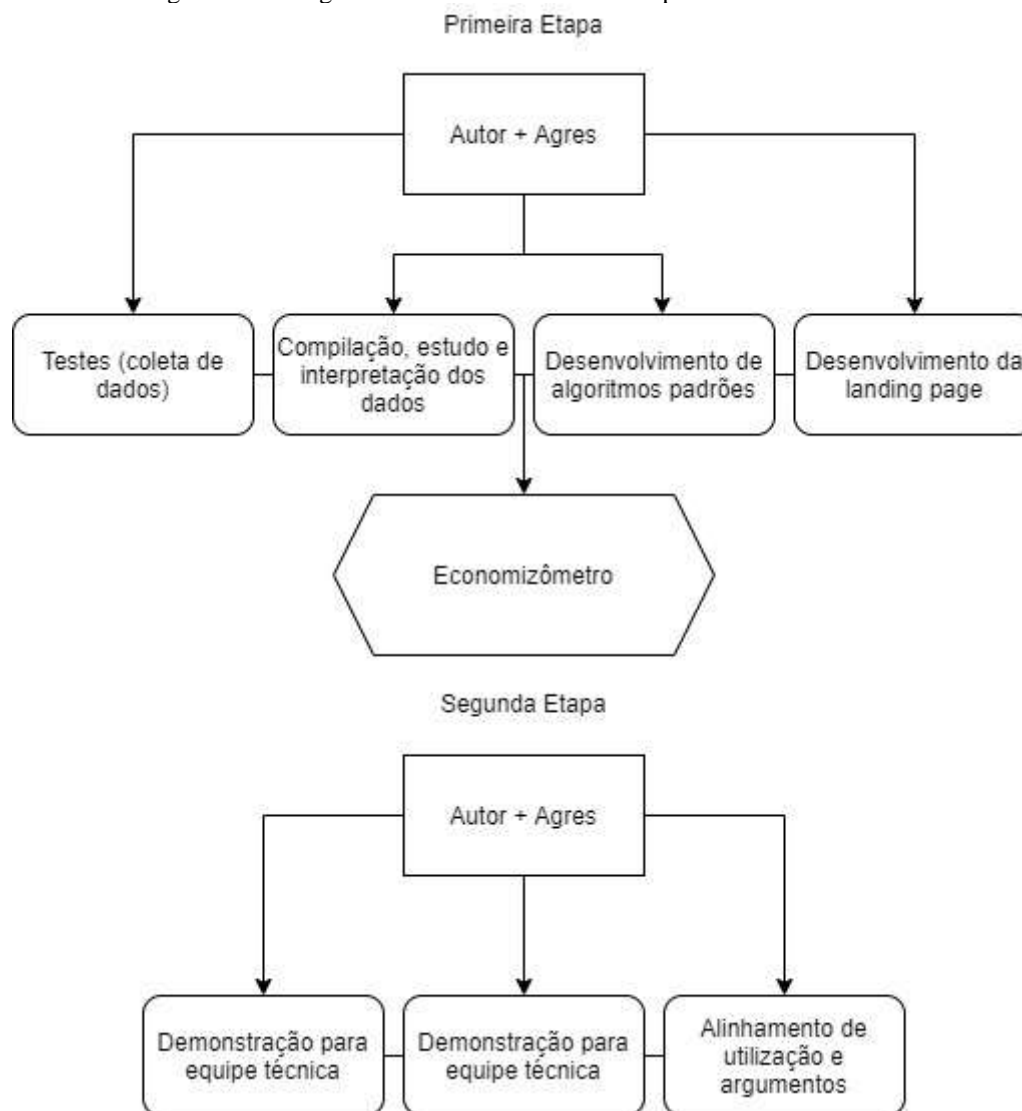 Primeira Etapa
Autor + Agres
Testes (coleta de
dados)
Compilação, estudo e
interpretação dos
dados
Desenvolvimento de
algoritmos padrões
Desenvolvimento da
landing page
Economizômetro
Segunda Etapa
Autor + Agres
Demonstração para
equipe técnica
Demonstração para
equipe técnica
Alinhamento de
utilização e
argumentos